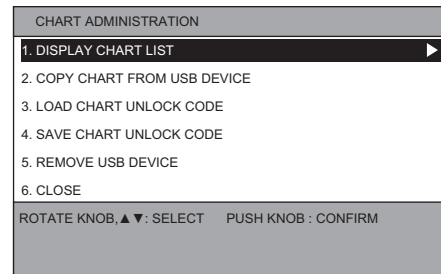 CHART ADMINISTRATION
1. DISPLAY CHART LIST
2. COPY CHART FROM USB DEVICE
3. LOAD CHART UNLOCK CODE
4. SAVE CHART UNLOCK CODE
5. REMOVE USB DEVICE
6. CLOSE
ROTATE KNOB,▲▼: SELECT PUSH KNOB : CONFIRM